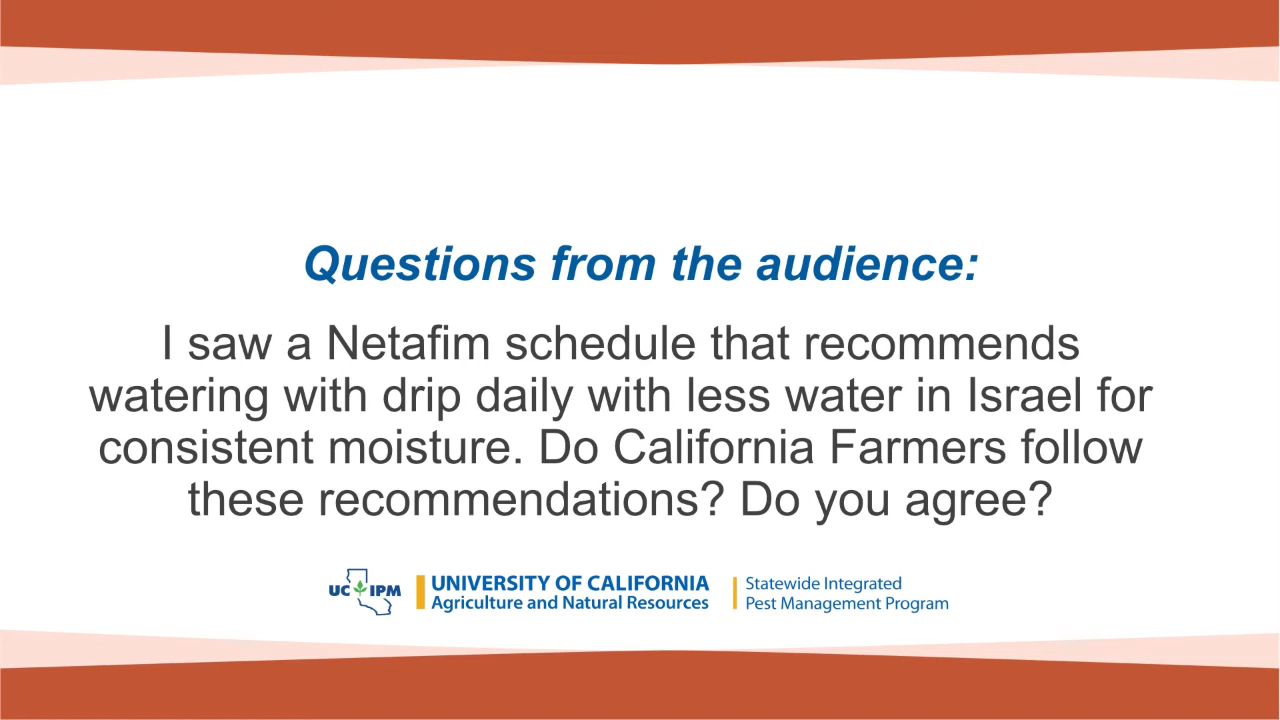 Questions from the audience:
I saw a Netafim schedule that recommends
watering with drip daily with less water in Israel for
consistent moisture. Do California Farmers follow
these recommendations? Do you agree?
UC IPM
UNIVERSITY OF CALIFORNIA
Agriculture and Natural Resources
Statewide Integrated
Pest Management Program